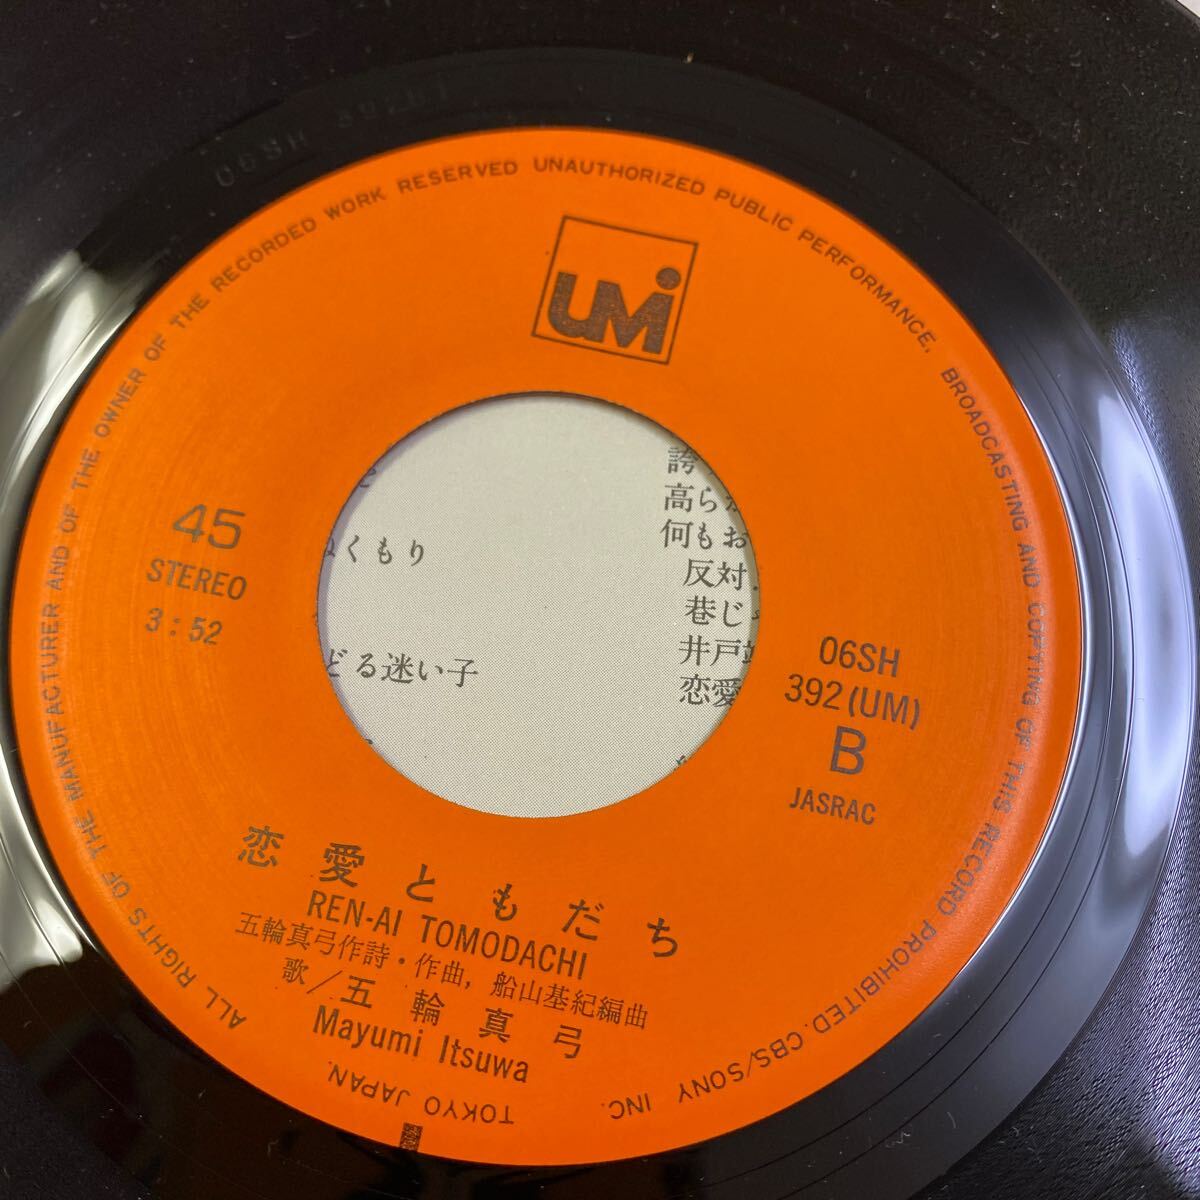 ALL RIGHTS OF THE MANUFACTURER AND OF THE OWNER OF THE RECORDED WORK RESERVED UNAUTHORIZED PUBLIC PERFORMANCE, BROADCASTING AND COPYING OF THIS RECORD PROHIBITED. CBS/SONY INC. TOKYO JAPAN.
UMi
45
STEREO
3:52
06SH
392(UM)
B
JASRAC
恋愛ともだち
REN-AI TOMODACHI
五輪真弓作詩・作曲, 船山基紀編曲
歌/五輪真弓
Mayumi Itsuwa
くもり
どる迷い子
誇
高ら
何もお
反対
巷じ
井戸
恋愛
06SH